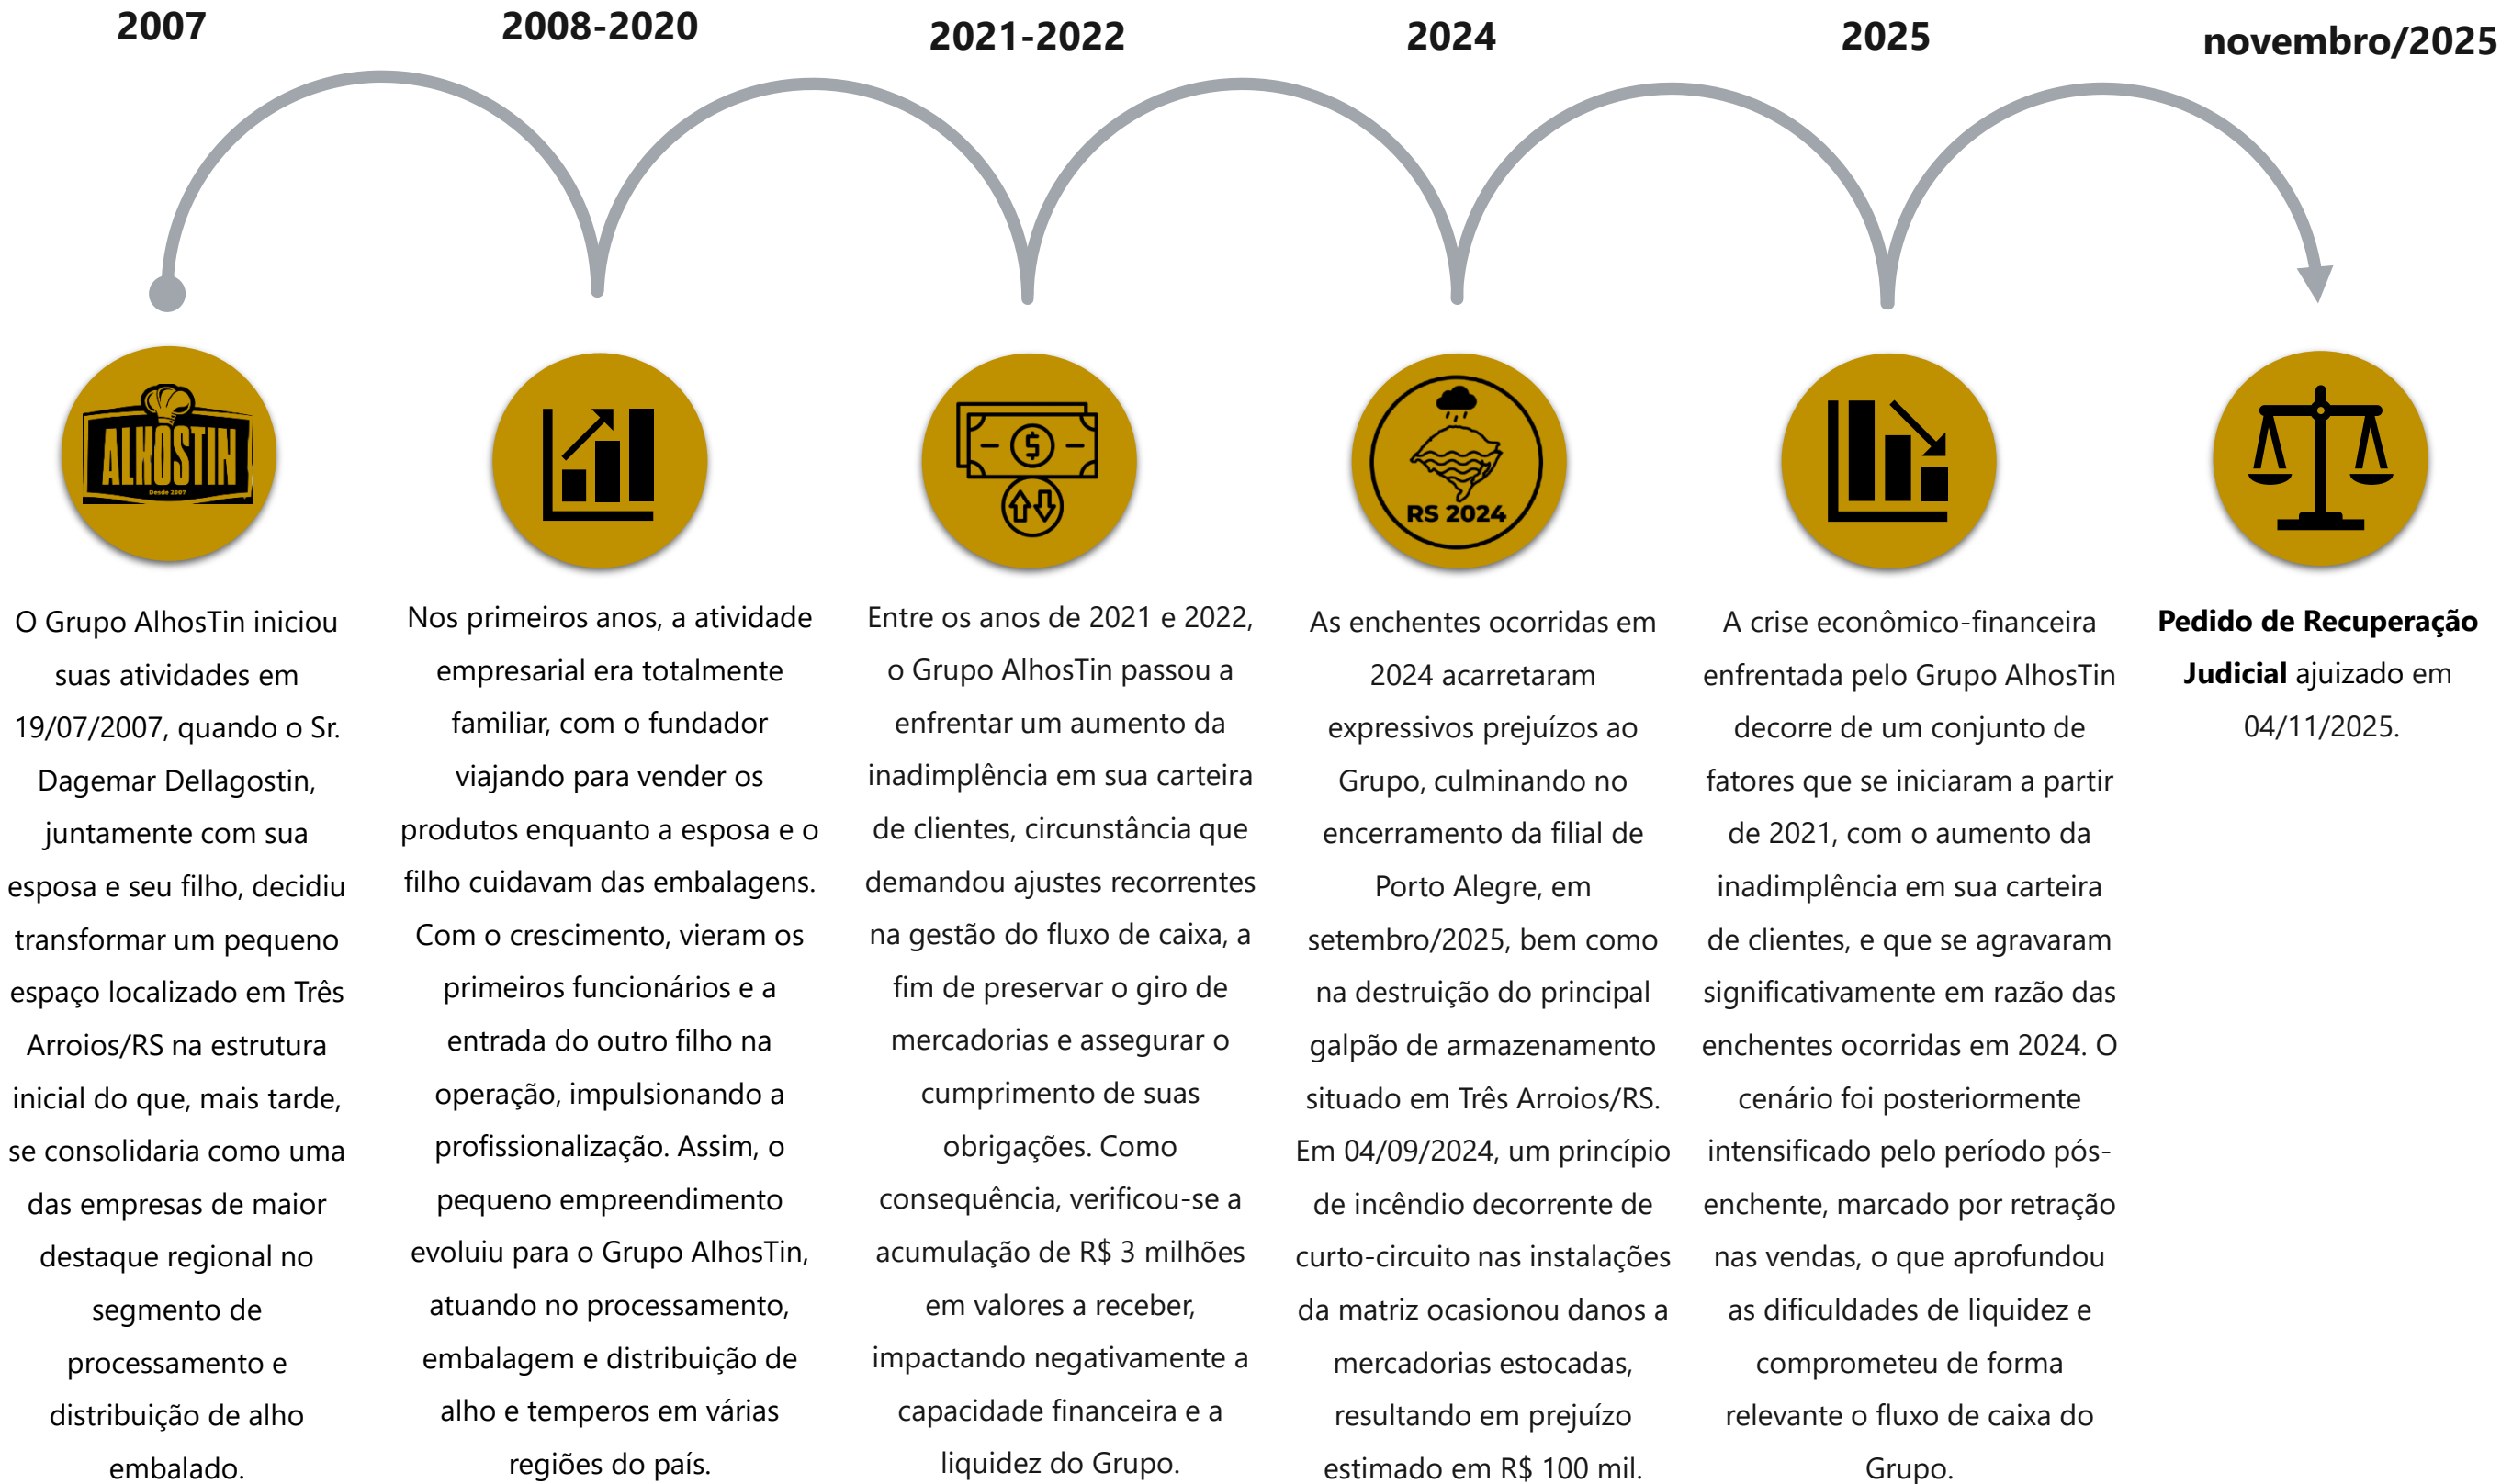 2007
O Grupo AlhosTin iniciou
suas atividades em
19/07/2007, quando o Sr.
Dagemar Dellagostin,
juntamente com sua
esposa e seu filho, decidiu
transformar um pequeno
espaço localizado em Três
Arroios/RS na estrutura
inicial do que, mais tarde,
se consolidaria como uma
das empresas de maior
destaque regional no
segmento de
processamento e
distribuição de alho
embalado.
ALHOSTIN
Desde 2007
2008-2020
Nos primeiros anos, a atividade
empresarial era totalmente
familiar, com o fundador
viajando para vender os
produtos enquanto a esposa e o
filho cuidavam das embalagens.
Com o crescimento, vieram os
primeiros funcionários e a
entrada do outro filho na
operação, impulsionando a
profissionalização. Assim, o
pequeno empreendimento
evoluiu para o Grupo AlhosTin,
atuando no processamento,
embalagem e distribuição de
alho e temperos em várias
regiões do país.
2021-2022
$
Entre os anos de 2021 e 2022,
o Grupo AlhosTin passou a
enfrentar um aumento da
inadimplência em sua carteira
de clientes, circunstância que
demandou ajustes recorrentes
na gestão do fluxo de caixa, a
fim de preservar o giro de
mercadorias e assegurar o
cumprimento de suas
obrigações. Como
consequência, verificou-se a
acumulação de R$ 3 milhões
em valores a receber,
impactando negativamente a
capacidade financeira e a
liquidez do Grupo.
2024
RS 2024
As enchentes ocorridas em
2024 acarretaram
expressivos prejuízos ao
Grupo, culminando no
encerramento da filial de
Porto Alegre, em
setembro/2025, bem como
na destruição do principal
galpão de armazenamento
situado em Três Arroios/RS.
Em 04/09/2024, um princípio
de incêndio decorrente de
curto-circuito nas instalações
da matriz ocasionou danos a
mercadorias estocadas,
resultando em prejuízo
estimado em R$ 100 mil.
2025
A crise econômico-financeira
enfrentada pelo Grupo AlhosTin
decorre de um conjunto de
fatores que se iniciaram a partir
de 2021, com o aumento da
inadimplência em sua carteira
de clientes, e que se agravaram
significativamente em razão das
enchentes ocorridas em 2024. O
cenário foi posteriormente
intensificado pelo período pós-
enchente, marcado por retração
nas vendas, o que aprofundou
as dificuldades de liquidez e
comprometeu de forma
relevante o fluxo de caixa do
Grupo.
novembro/2025
Pedido de Recuperação
Judicial ajuizado em
04/11/2025.